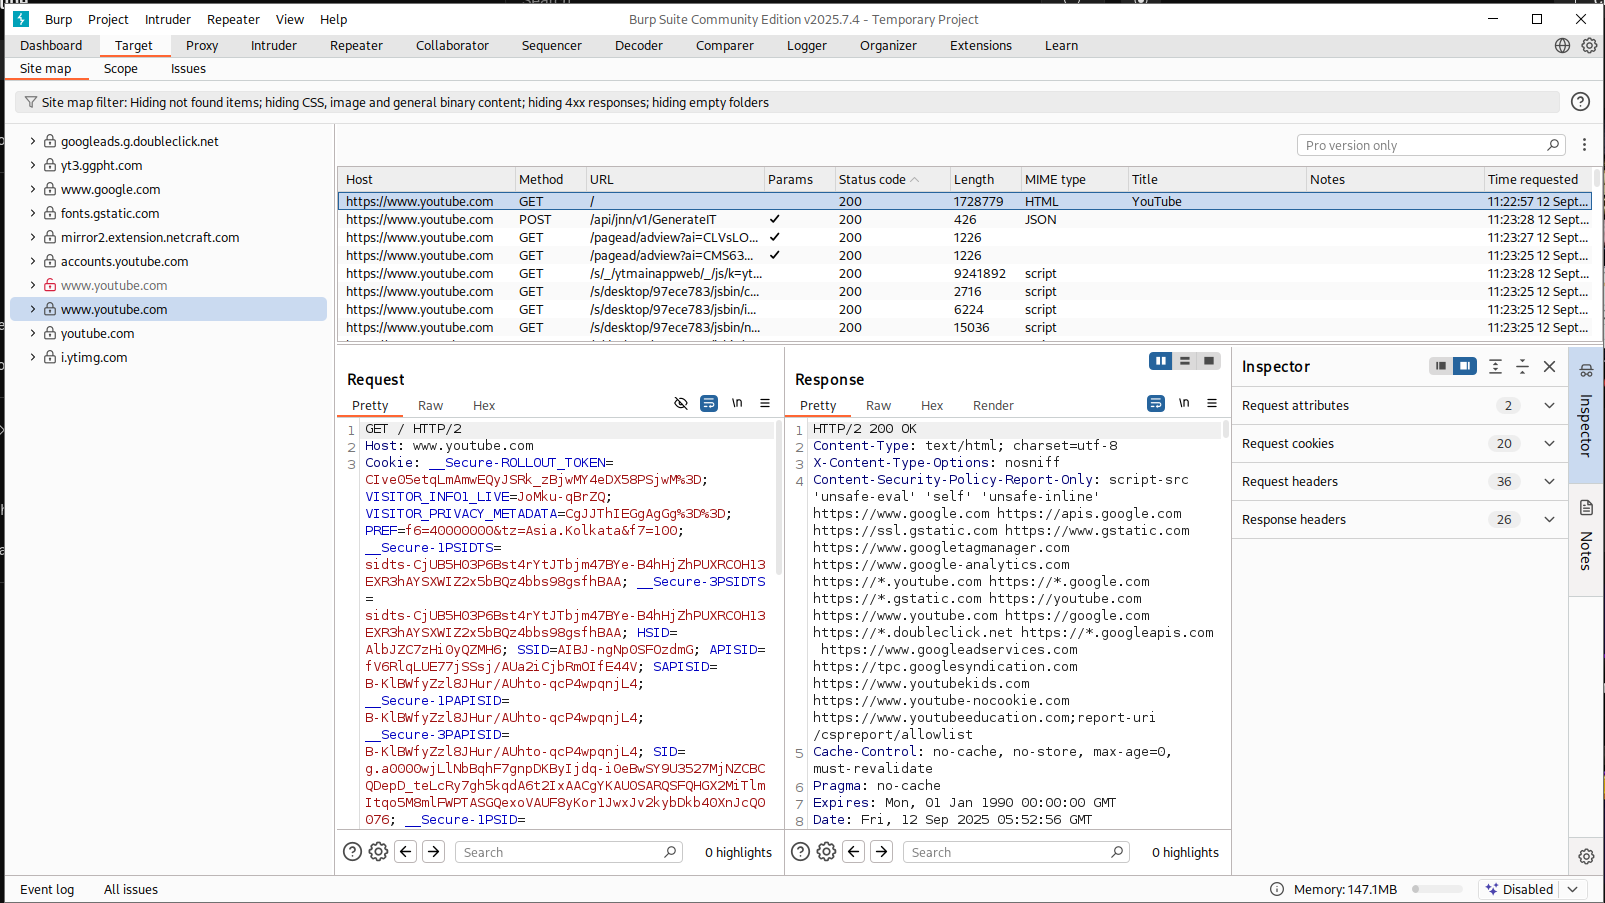 Burp Project Intruder Repeater View Help Burp Suite Community Edition v2025.7.4 - Temporary Project
Dashboard Target Proxy Intruder Repeater Collaborator Sequencer Decoder Comparer Logger Organizer Extensions Learn
Site map Scope Issues
Site map filter: Hiding not found items; hiding CSS, image and general binary content; hiding 4xx responses; hiding empty folders
googleads.g.doubleclick.net
yt3.ggpht.com
www.google.com
fonts.gstatic.com
mirror2.extension.netcraft.com
accounts.youtube.com
www.youtube.com
www.youtube.com
youtube.com
i.ytimg.com
Pro version only
Host Method URL Params Status code Length MIME type Title Notes Time requested
https://www.youtube.com GET / 200 1728779 HTML YouTube 11:22:57 12 Sept...
https://www.youtube.com POST /api/jnn/v1/GenerateIT ✓ 200 426 JSON 11:23:28 12 Sept...
https://www.youtube.com GET /pagead/adview?ai=CLVsLO... ✓ 200 1226 11:23:27 12 Sept...
https://www.youtube.com GET /pagead/adview?ai=CMS63... ✓ 200 1226 11:23:25 12 Sept...
https://www.youtube.com GET /s/_/ytmainappweb/_/js/k=yt... 200 9241892 script 11:23:28 12 Sept...
https://www.youtube.com GET /s/desktop/97ece783/jsbin/c... 200 2716 script 11:23:25 12 Sept...
https://www.youtube.com GET /s/desktop/97ece783/jsbin/i... 200 6224 script 11:23:25 12 Sept...
https://www.youtube.com GET /s/desktop/97ece783/jsbin/n... 200 15036 script 11:23:25 12 Sept...
Request
Pretty Raw Hex \n
1 GET / HTTP/2
2 Host: www.youtube.com
3 Cookie: __Secure-ROLLOUT_TOKEN=
CIveO5etqLmAmwEQyJSRk_zBjwMY4eDX58PSjwM%3D;
VISITOR_INFO1_LIVE=JoMku-qBrZQ;
VISITOR_PRIVACY_METADATA=CgJJThIEGgAgGg%3D%3D;
PREF=f6=40000000&tz=Asia.Kolkata&f7=100;
__Secure-1PSIDTS=
sidts-CjUB5H03P6Bst4rYtJTbjm47BYe-B4hHjZhPUXRCOH13
EXR3hAYSXWIZ2x5bBQz4bbs98gsfhBAA; __Secure-3PSIDTS
=
sidts-CjUB5H03P6Bst4rYtJTbjm47BYe-B4hHjZhPUXRCOH13
EXR3hAYSXWIZ2x5bBQz4bbs98gsfhBAA; HSID=
AlbJZC7zHi0yQZMH6; SSID=AIBJ-ngNp0SFOzdmG; APISID=
fV6RlqLUE77jSSsj/AUa2iCjbRmOIfE44V; SAPISID=
B-KlBWfyZzl8JHur/AUhto-qcP4wpqnjL4;
__Secure-1PAPISID=
B-KlBWfyZzl8JHur/AUhto-qcP4wpqnjL4;
__Secure-3PAPISID=
B-KlBWfyZzl8JHur/AUhto-qcP4wpqnjL4; SID=
g.a0000wjLlNbBqhF7gnpDKByIjdq-i0eBwSY9U3527MjNZCBC
QDepD_teLcRy7gh5kqdA6t2IxAACgYKAU0SARQSFQHGX2MiTlm
Itqo5M8mlFWPTASGQexoVAUF8yKor1JwxJv2kybDkb40XnJcQ0
076; __Secure-1PSID=
Search 0 highlights
Response
Pretty Raw Hex Render \n
1 HTTP/2 200 OK
2 Content-Type: text/html; charset=utf-8
3 X-Content-Type-Options: nosniff
4 Content-Security-Policy-Report-Only: script-src
'unsafe-eval' 'self' 'unsafe-inline'
https://www.google.com https://apis.google.com
https://ssl.gstatic.com https://www.gstatic.com
https://www.googletagmanager.com
https://www.google-analytics.com
https://*.youtube.com https://*.google.com
https://*.gstatic.com https://youtube.com
https://www.youtube.com https://google.com
https://*.doubleclick.net https://*.googleapis.com
https://www.googleadservices.com
https://tpc.googlesyndication.com
https://www.youtubekids.com
https://www.youtube-nocookie.com
https://www.youtubeeducation.com;report-uri
/cspreport/allowlist
5 Cache-Control: no-cache, no-store, max-age=0,
must-revalidate
6 Pragma: no-cache
7 Expires: Mon, 01 Jan 1990 00:00:00 GMT
8 Date: Fri, 12 Sep 2025 05:52:56 GMT
Search 0 highlights
Inspector
Request attributes 2
Request cookies 20
Request headers 36
Response headers 26
Inspector
Notes
Event log All issues Memory: 147.1MB Disabled